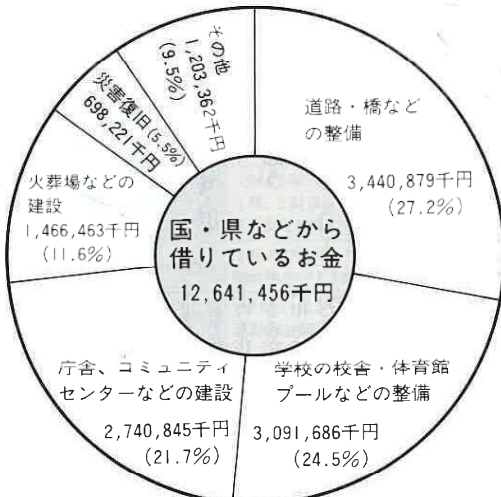 道路・橋など
の整備
3,440,879千円
(27.2%)
学校の校舎・体育館
プールなどの整備
3,091,686千円
(24.5%)
庁舎、コミュニティ
センターなどの建設
2,740,845千円
(21.7%)
火葬場などの
建設
1,466,463千円
(11.6%)
災害復旧(5.5%)
698,221千円
その他
1,203,362千円
(9.5%)
国・県などから
借りているお金
12,641,456千円